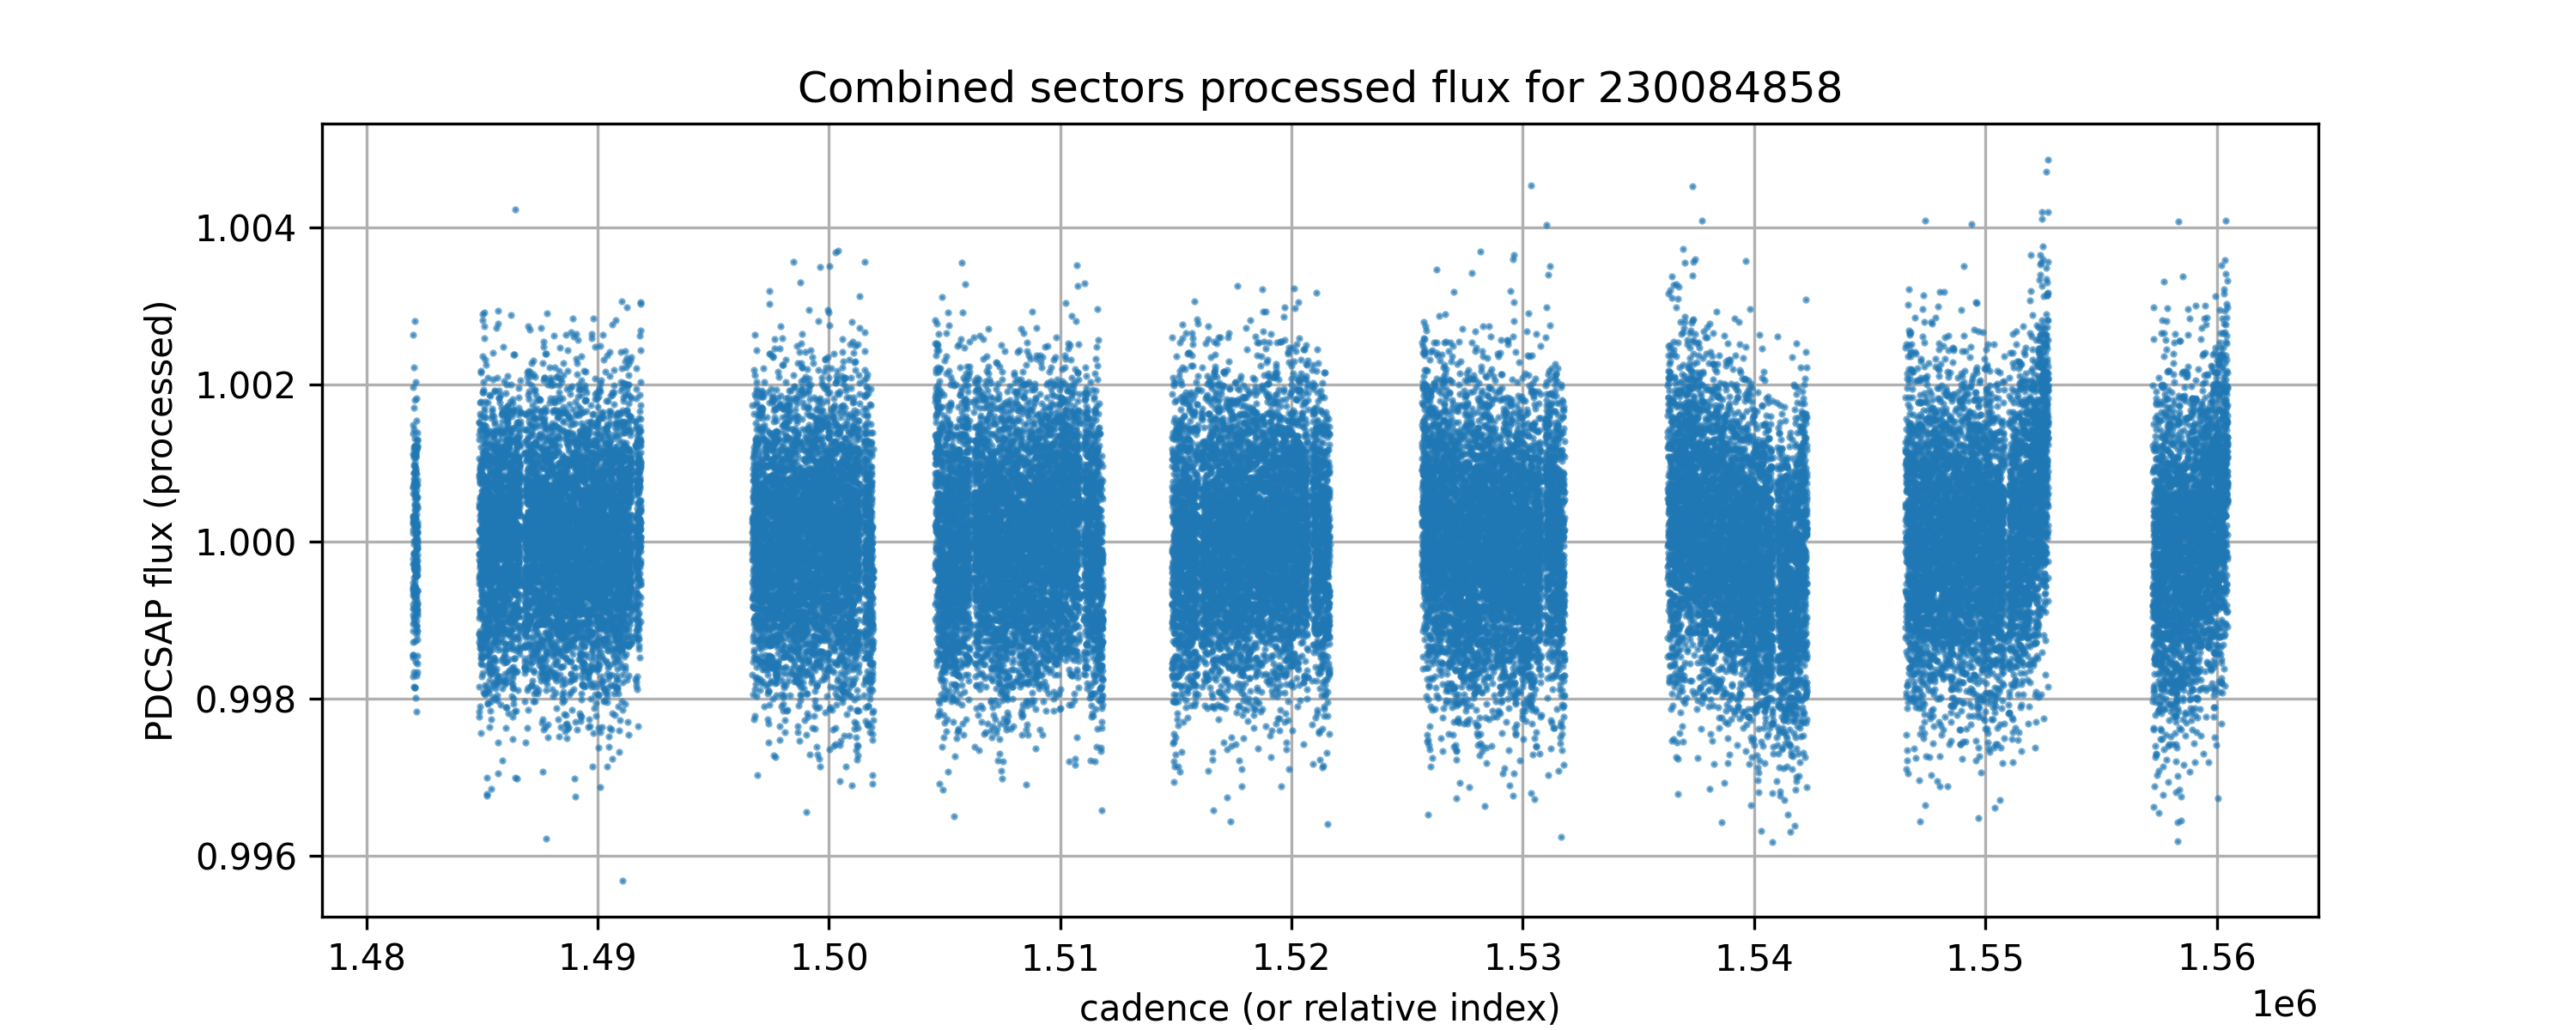 Combined sectors processed flux for 230084858
PDCSAP flux (processed)
1.004
1.002
1.000
0.998
0.996
1.48 1.49 1.50 1.51 1.52 1.53 1.54 1.55 1.56
1e6
cadence (or relative index)